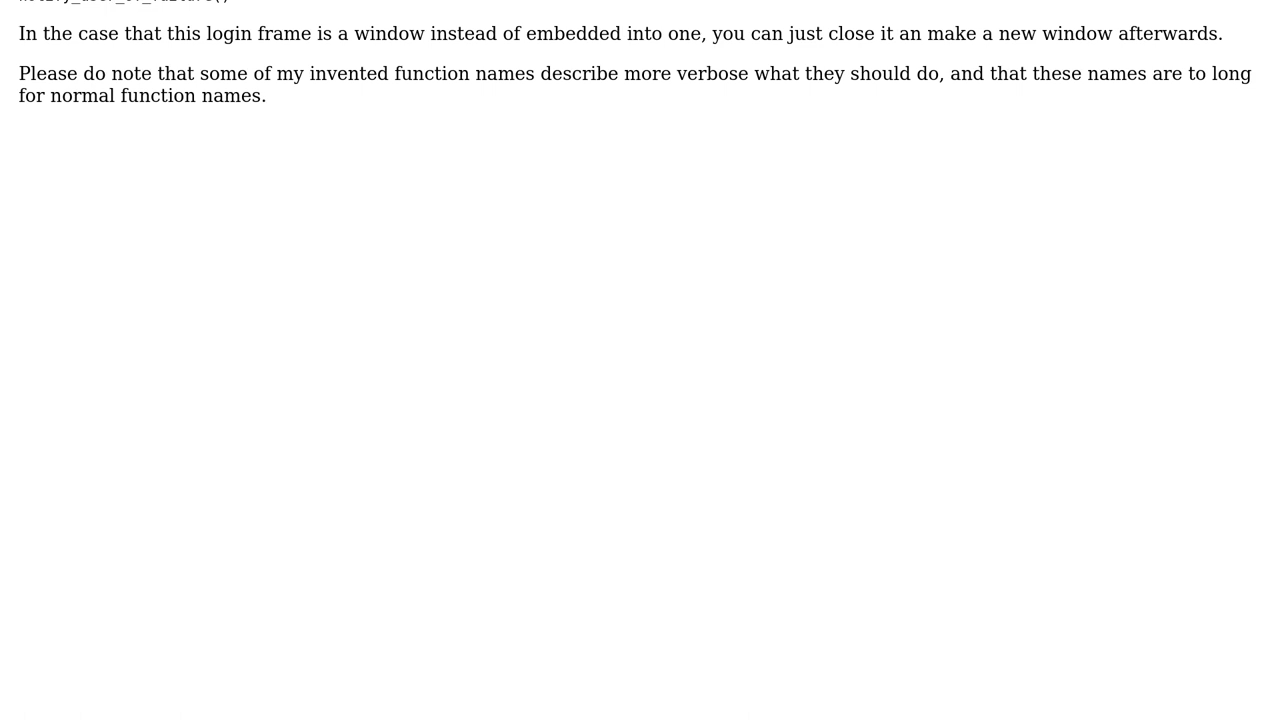 In the case that this login frame is a window instead of embedded into one, you can just close it an make a new window afterwards.
Please do note that some of my invented function names describe more verbose what they should do, and that these names are to long
for normal function names.